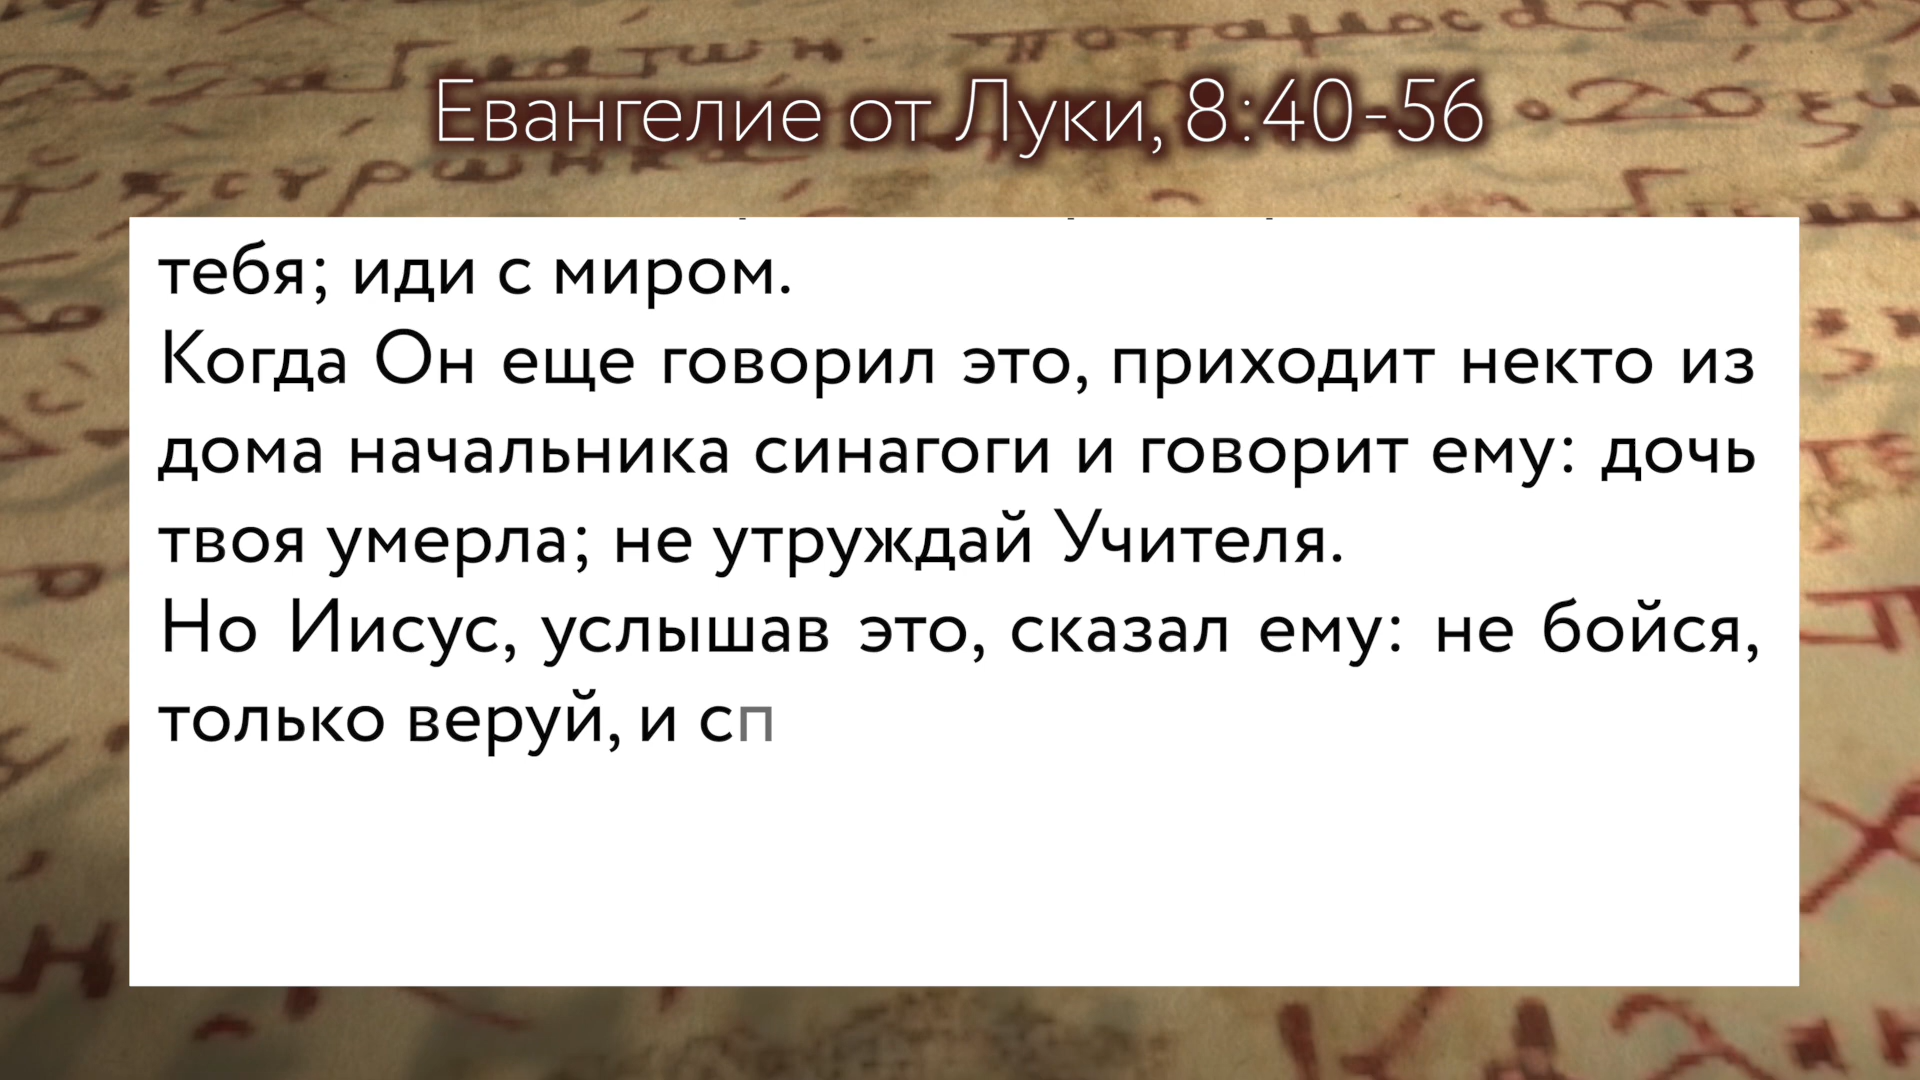 Евангелие от Луки, 8:40-56
тебя; иди с миром.
Когда Он еще говорил это, приходит некто из
дома начальника синагоги и говорит ему: дочь
твоя умерла; не утруждай Учителя.
Но Иисус, услышав это, сказал ему: не бойся,
только веруй, и сп